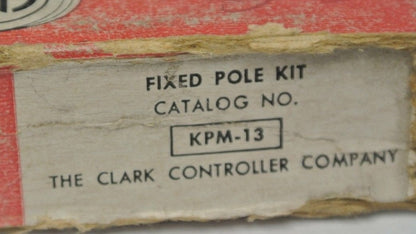 FIXED POLE KIT
CATALOG NO.
KPM-13
THE CLARK CONTROLLER COMPANY